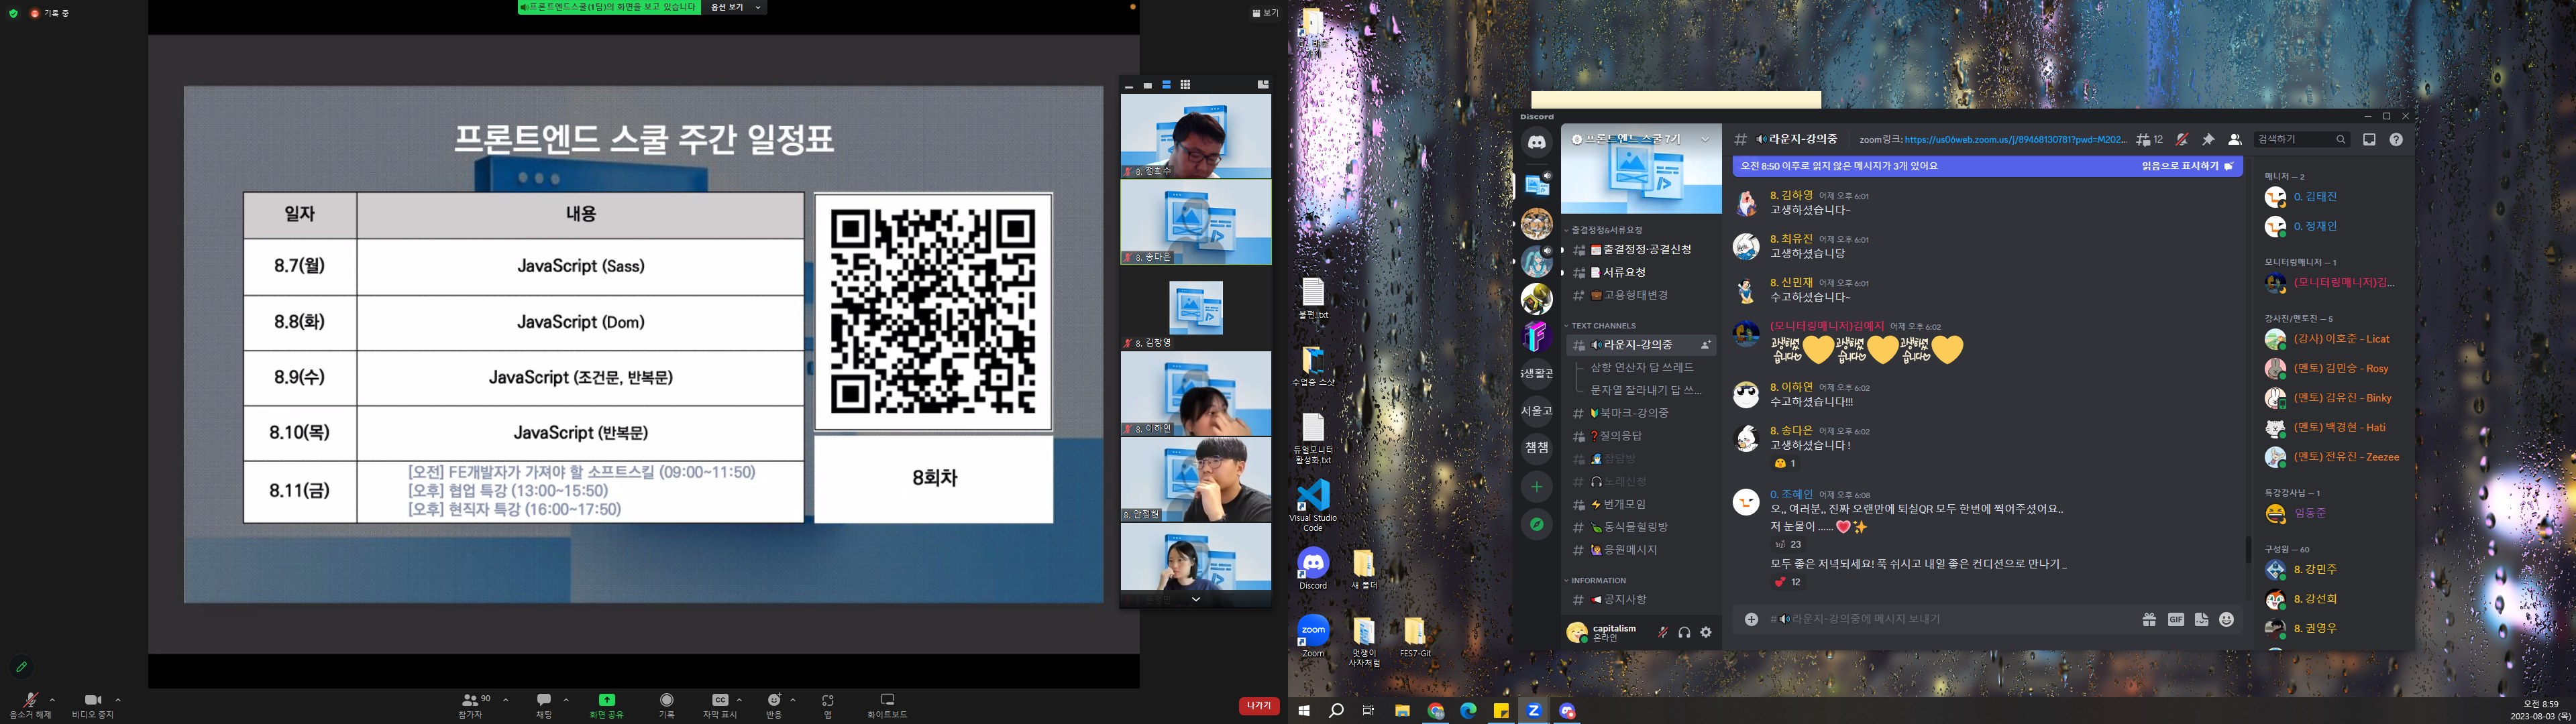 기록 중
프론트엔드스쿨(1팀)의 화면을 보고 있습니다
옵션 보기
보기
프론트엔드 스쿨 주간 일정표
일자
내용
8.7(월)
JavaScript (Sass)
8.8(화)
JavaScript (Dom)
8.9(수)
JavaScript (조건문, 반복문)
8.10(목)
JavaScript (반복문)
8.11(금)
[오전] FE개발자가 가져야 할 소프트스킬 (09:00~11:50)
[오후] 협업 특강 (13:00~15:50)
[오후] 현직자 특강 (16:00~17:50)
8회차
8. 정희수
8. 송다은
8. 김창영
8. 이하연
8. 안정현
음소거 해제
비디오 중지
참가자
90
채팅
화면 공유
기록
CC
자막 표시
반응
앱
화이트보드
나가기
불편.txt
수업중 스샷
듀얼모니터
활성화.txt
Visual Studio
Code
Discord
새 폴더
zoom
Zoom
멋쟁이
사자처럼
FES7-Git
Discord
프론트엔드 스쿨 7기
출결정정&서류요청
출결정정·공결신청
서류요청
고용형태변경
TEXT CHANNELS
라운지-강의중
삼항 연산자 답 쓰레드
문자열 잘라내기 답 쓰...
북마크-강의중
질의응답
잡담방
노래신청
번개모임
동식물힐링방
응원메시지
INFORMATION
공지사항
서울고
챔챔
capitalism
온라인
라운지-강의중
zoom링크: https://us06web.zoom.us/j/89468130781?pwd=M202...
12
검색하기
오전 8:50 이후로 읽지 않은 메시지가 3개 있어요
읽음으로 표시하기
8. 김하영 어제 오후 6:01
고생하셨습니다~
8. 최유진 어제 오후 6:01
고생하셨습니당
8. 신민재 어제 오후 6:01
수고하셨습니다~
(모니터링매니저)김예지 어제 오후 6:02
8. 이하연 어제 오후 6:02
수고하셨습니다!!!
8. 송다은 어제 오후 6:02
고생하셨습니다 !
1
0. 조혜인 어제 오후 6:08
오,, 여러분,, 진짜 오랜만에 퇴실QR 모두 한번에 찍어주셨어요..
저 눈물이 ......
23
모두 좋은 저녁되세요! 푹 쉬시고 내일 좋은 컨디션으로 만나기 _
12
#라운지-강의중에 메시지 보내기
GIF
매니저 — 2
0. 김태진
0. 정재인
모니터링매니저 — 1
(모니터링매니저)김...
강사진/멘토진 — 5
(강사) 이호준 - Licat
(멘토) 김민승 - Rosy
(멘토) 김유진 - Binky
(멘토) 백경현 - Hati
(멘토) 전유진 - Zeezee
특강강사님 — 1
임동준
구성원 — 60
8. 강민주
8. 강선희
8. 권영우
오전 8:59
2023-08-03 (목)